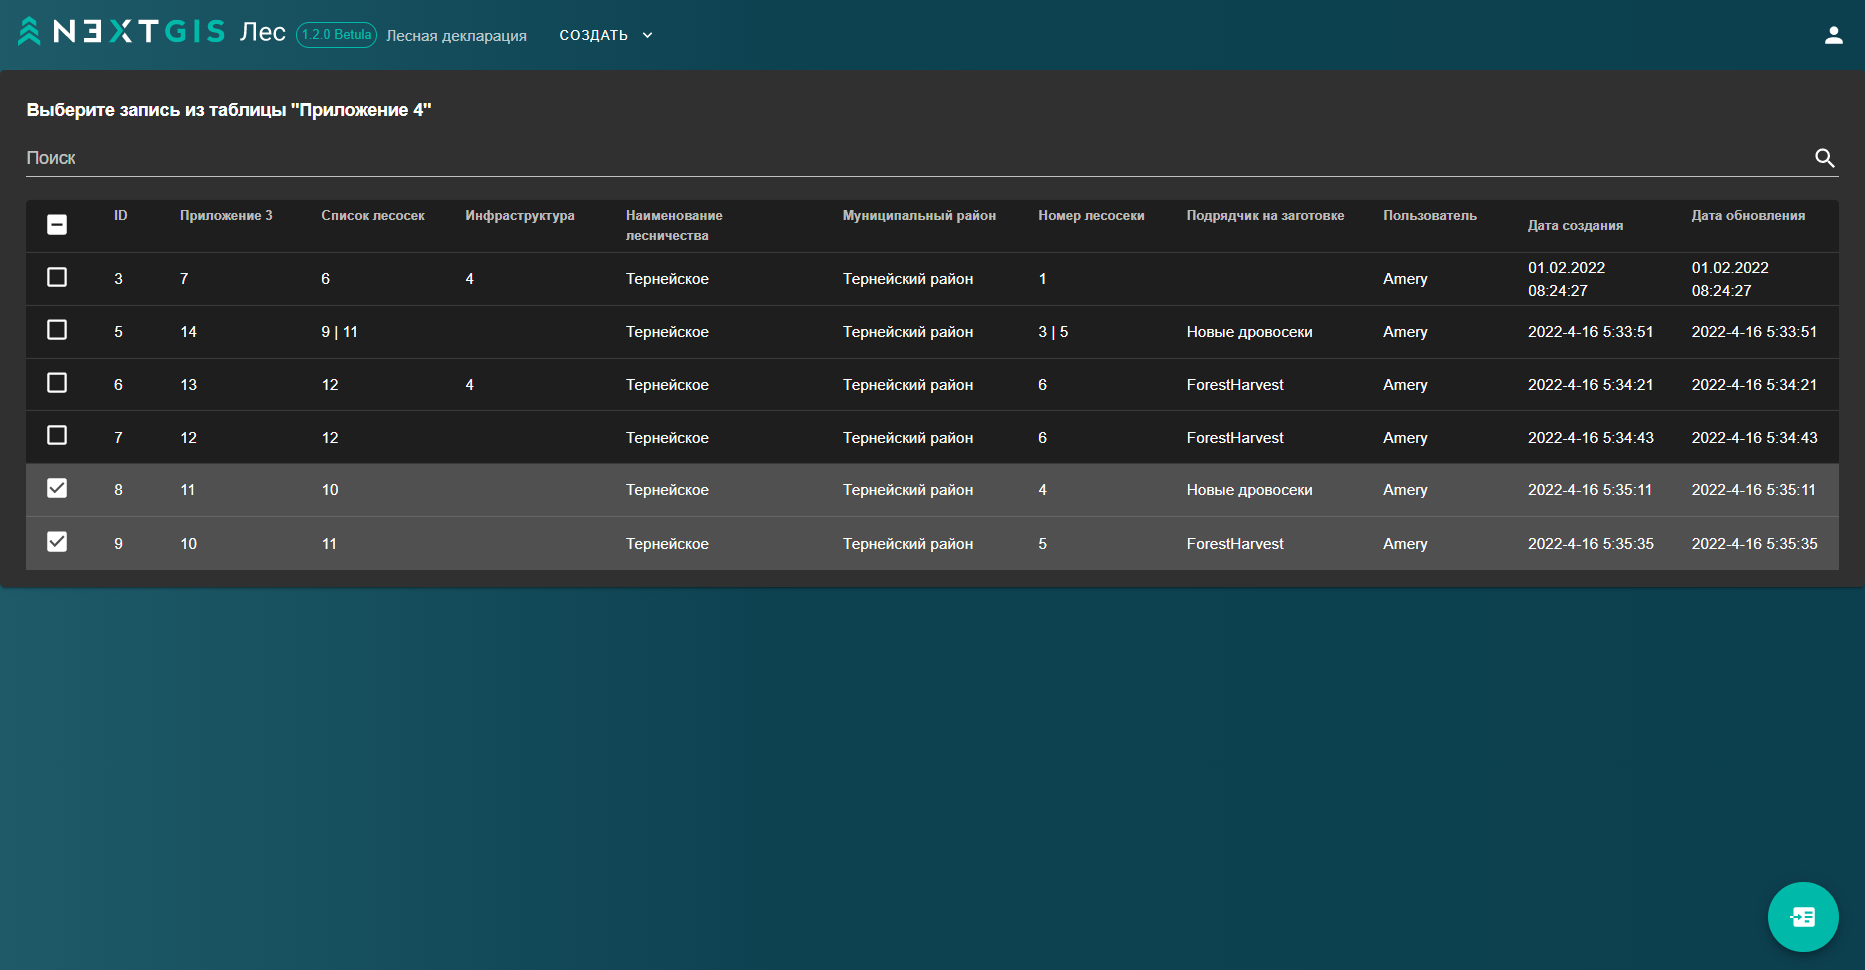 NEXTGIS Лес 1.2.0 Betula Лесная декларация СОЗДАТЬ
Выберите запись из таблицы "Приложение 4"
Поиск
ID Приложение 3 Список лесосек Инфраструктура Наименование лесничества Муниципальный район Номер лесосеки Подрядчик на заготовке Пользователь Дата создания Дата обновления
3 7 6 4 Тернейское Тернейский район 1 Amery 01.02.2022 08:24:27 01.02.2022 08:24:27
5 14 9 | 11 Тернейское Тернейский район 3 | 5 Новые дровосеки Amery 2022-4-16 5:33:51 2022-4-16 5:33:51
6 13 12 4 Тернейское Тернейский район 6 ForestHarvest Amery 2022-4-16 5:34:21 2022-4-16 5:34:21
7 12 12 Тернейское Тернейский район 6 ForestHarvest Amery 2022-4-16 5:34:43 2022-4-16 5:34:43
8 11 10 Тернейское Тернейский район 4 Новые дровосеки Amery 2022-4-16 5:35:11 2022-4-16 5:35:11
9 10 11 Тернейское Тернейский район 5 ForestHarvest Amery 2022-4-16 5:35:35 2022-4-16 5:35:35